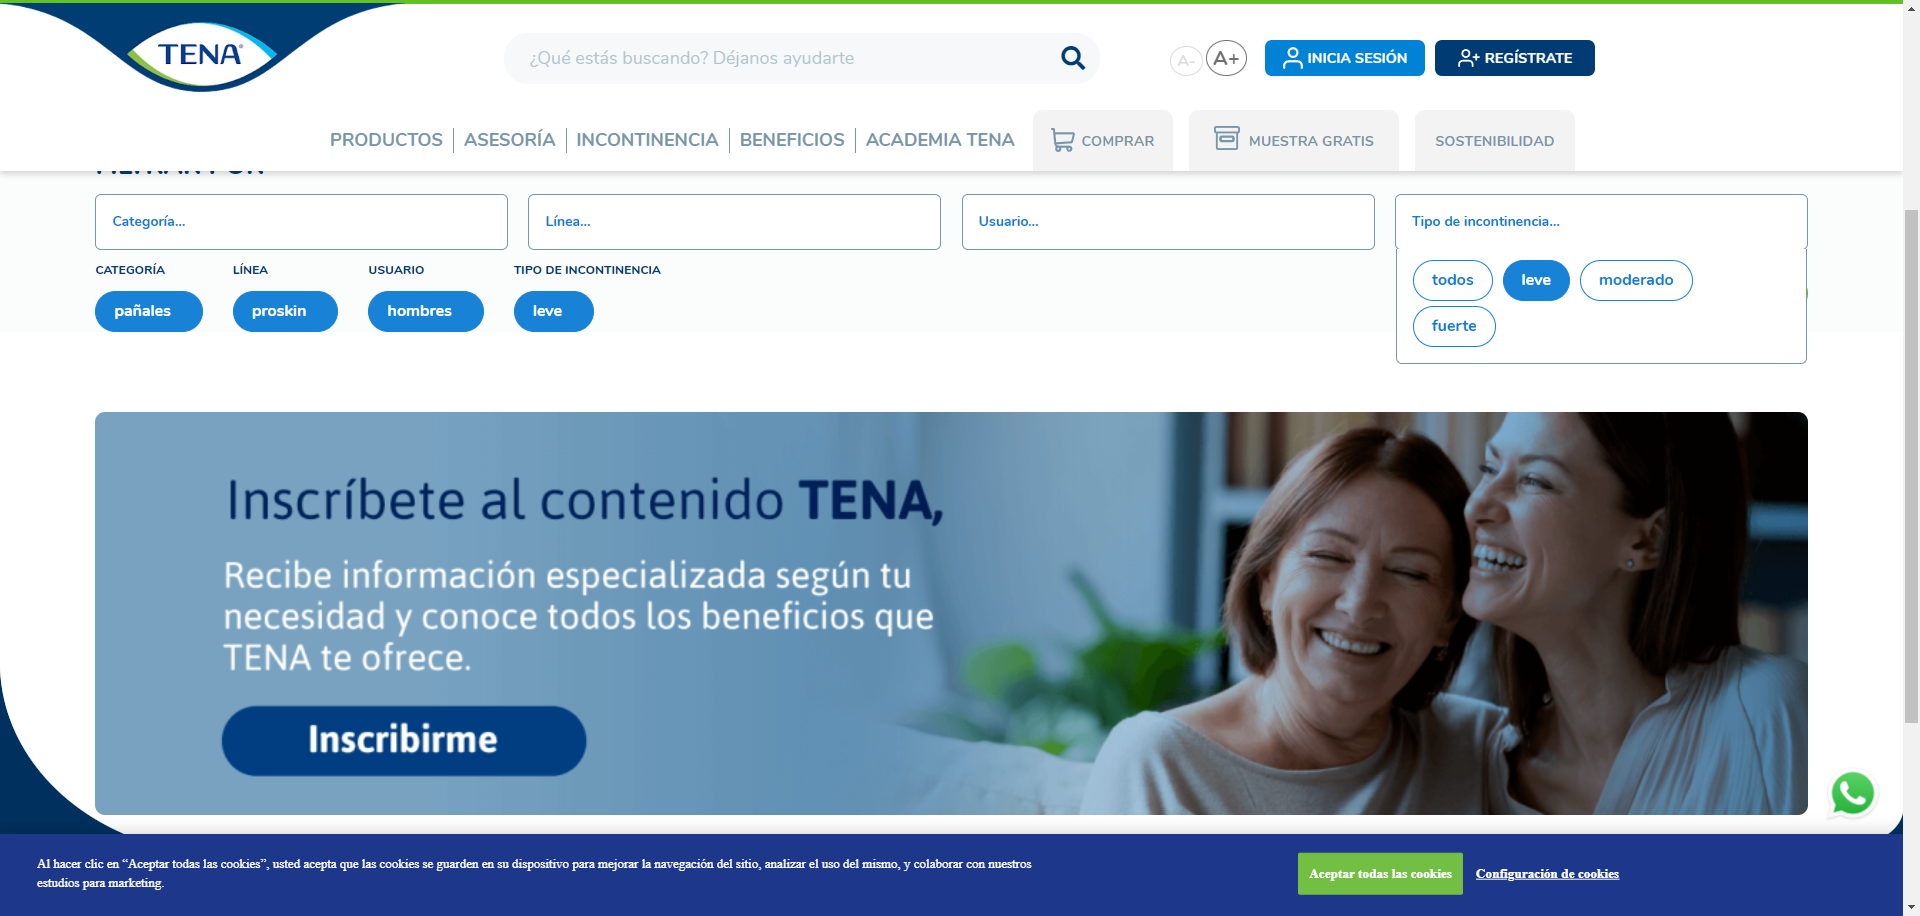 TENA
¿Qué estás buscando? Déjanos ayudarte
A-
A+
INICIA SESIÓN
REGÍSTRATE
PRODUCTOS
ASESORÍA
INCONTINENCIA
BENEFICIOS
ACADEMIA TENA
COMPRAR
MUESTRA GRATIS
SOSTENIBILIDAD
FILTRAR POR
Categoría...
Línea...
Usuario...
Tipo de incontinencia...
CATEGORÍA
LÍNEA
USUARIO
TIPO DE INCONTINENCIA
pañales
proskin
hombres
leve
todos
leve
moderado
fuerte
Inscríbete al contenido TENA,
Recibe información especializada según tu
necesidad y conoce todos los beneficios que
TENA te ofrece.
Inscribirme
Al hacer clic en “Aceptar todas las cookies”, usted acepta que las cookies se guarden en su dispositivo para mejorar la navegación del sitio, analizar el uso del mismo, y colaborar con nuestros
estudios para marketing.
Aceptar todas las cookies
Configuración de cookies